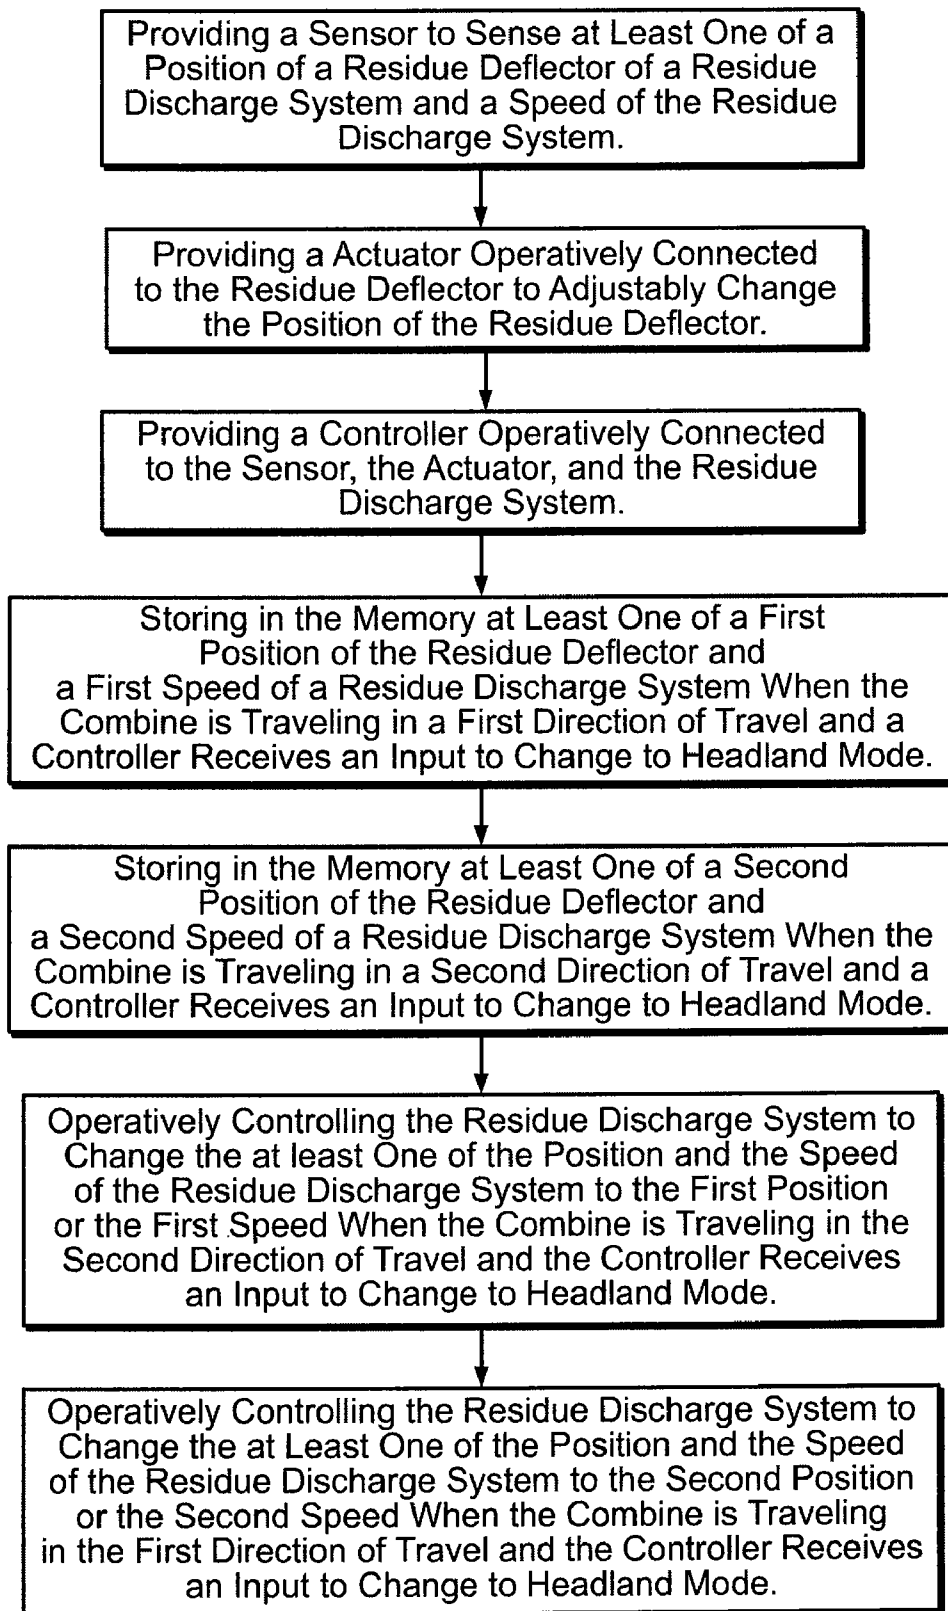 Providing a Sensor to Sense at Least One of a
Position of a Residue Deflector of a Residue
Discharge System and a Speed of the Residue
Discharge System.
Providing a Actuator Operatively Connected
to the Residue Deflector to Adjustably Change
the Position of the Residue Deflector.
Providing a Controller Operatively Connected
to the Sensor, the Actuator, and the Residue
Discharge System.
Storing in the Memory at Least One of a First
Position of the Residue Deflector and
a First Speed of a Residue Discharge System When the
Combine is Traveling in a First Direction of Travel and a
Controller Receives an Input to Change to Headland Mode.
Storing in the Memory at Least One of a Second
Position of the Residue Deflector and
a Second Speed of a Residue Discharge System When the
Combine is Traveling in a Second Direction of Travel and a
Controller Receives an Input to Change to Headland Mode.
Operatively Controlling the Residue Discharge System to
Change the at least One of the Position and the Speed
of the Residue Discharge System to the First Position
or the First Speed When the Combine is Traveling in the
Second Direction of Travel and the Controller Receives
an Input to Change to Headland Mode.
Operatively Controlling the Residue Discharge System to
Change the at Least One of the Position and the Speed
of the Residue Discharge System to the Second Position
or the Second Speed When the Combine is Traveling
in the First Direction of Travel and the Controller Receives
an Input to Change to Headland Mode.